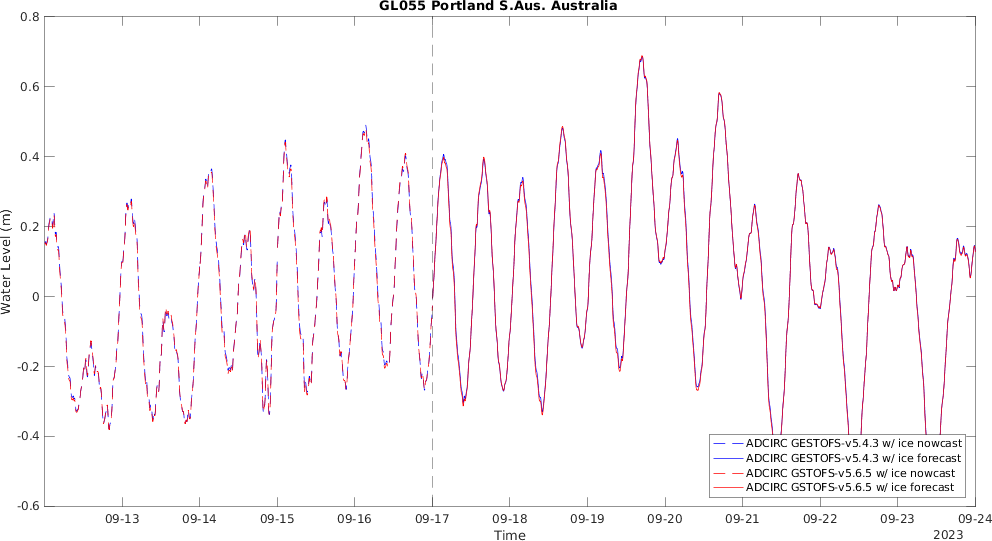 GL055 Portland S.Aus. Australia
0.8
0.6
0.4
0.2
0
-0.2
-0.4
-0.6
Water Level (m)
ADCIRC GESTOFS-v5.4.3 w/ ice nowcast
ADCIRC GESTOFS-v5.4.3 w/ ice forecast
ADCIRC GSTOFS-v5.6.5 w/ ice nowcast
ADCIRC GSTOFS-v5.6.5 w/ ice forecast
09-13 09-14 09-15 09-16 09-17 09-18 09-19 09-20 09-21 09-22 09-23 09-24
Time
2023